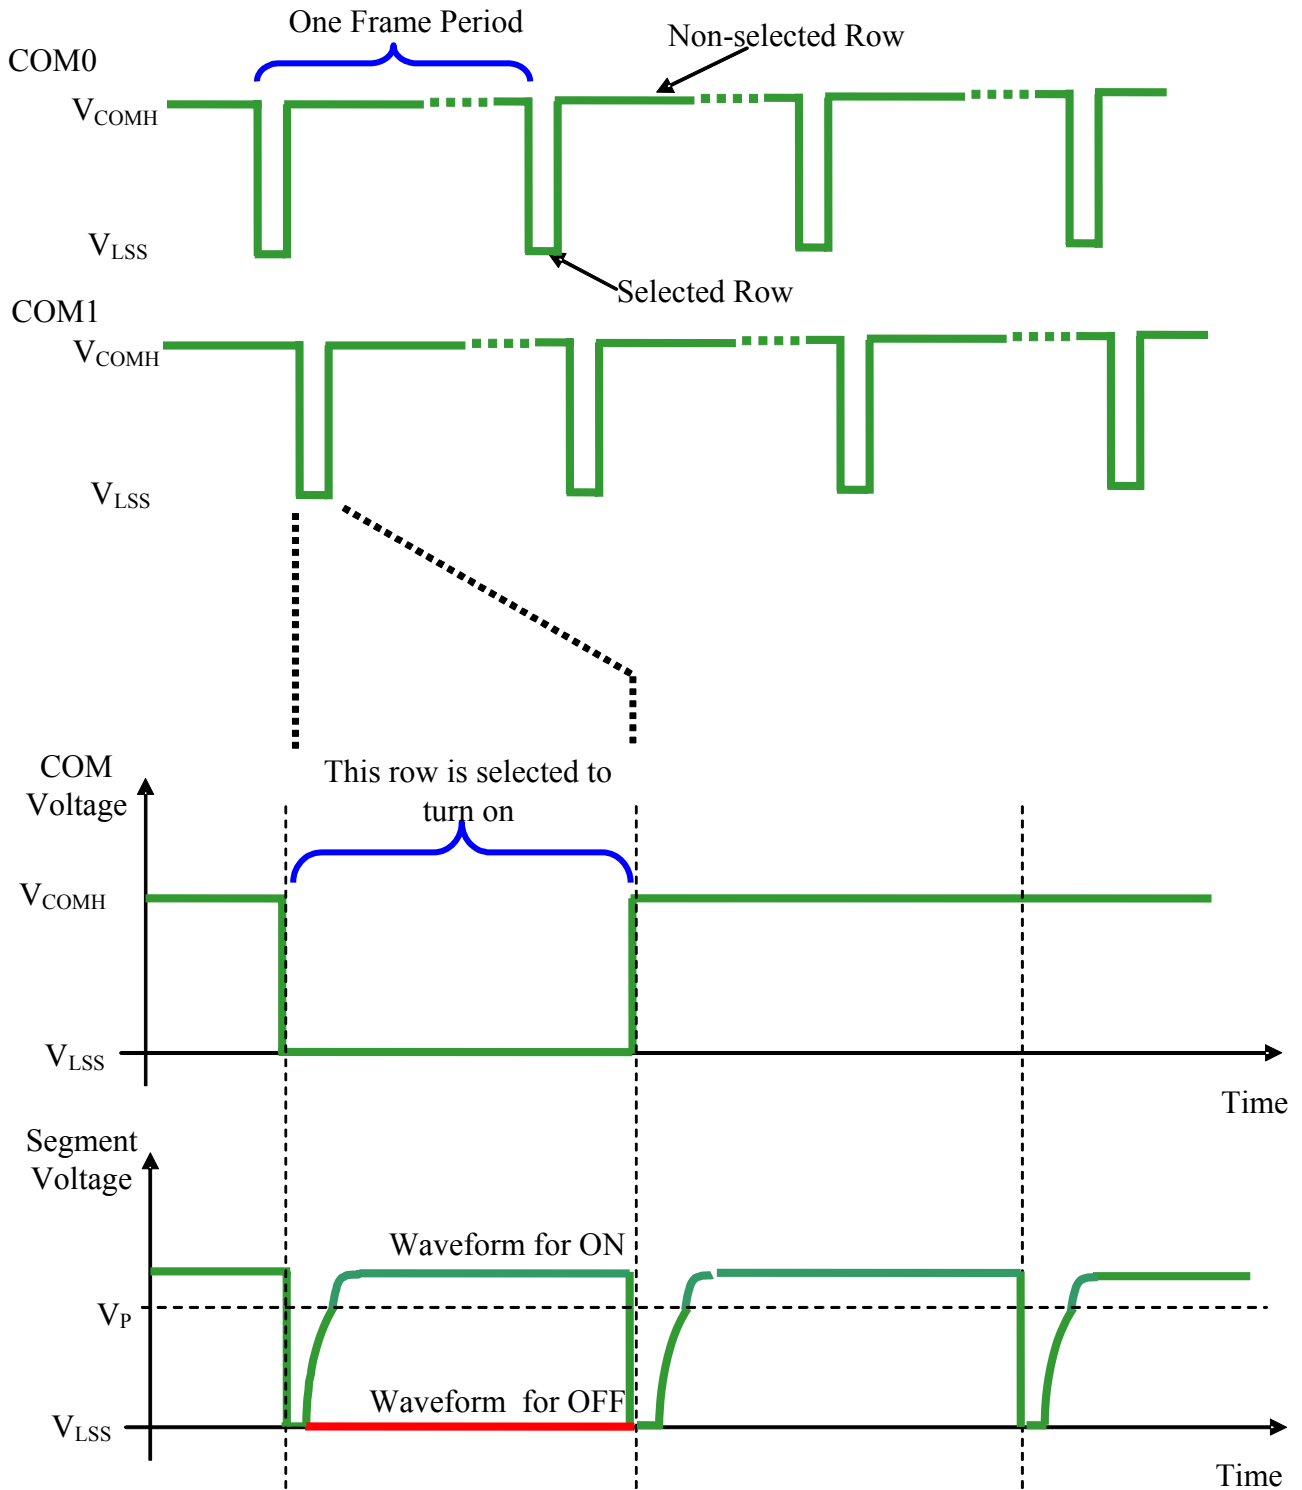 One Frame Period
Non-selected Row
COM0
VCOMH
VLSS
Selected Row
COM1
VCOMH
VLSS
COM
Voltage
This row is selected to
turn on
VCOMH
VLSS
Time
Segment
Voltage
Waveform for ON
VP
Waveform for OFF
VLSS
Time